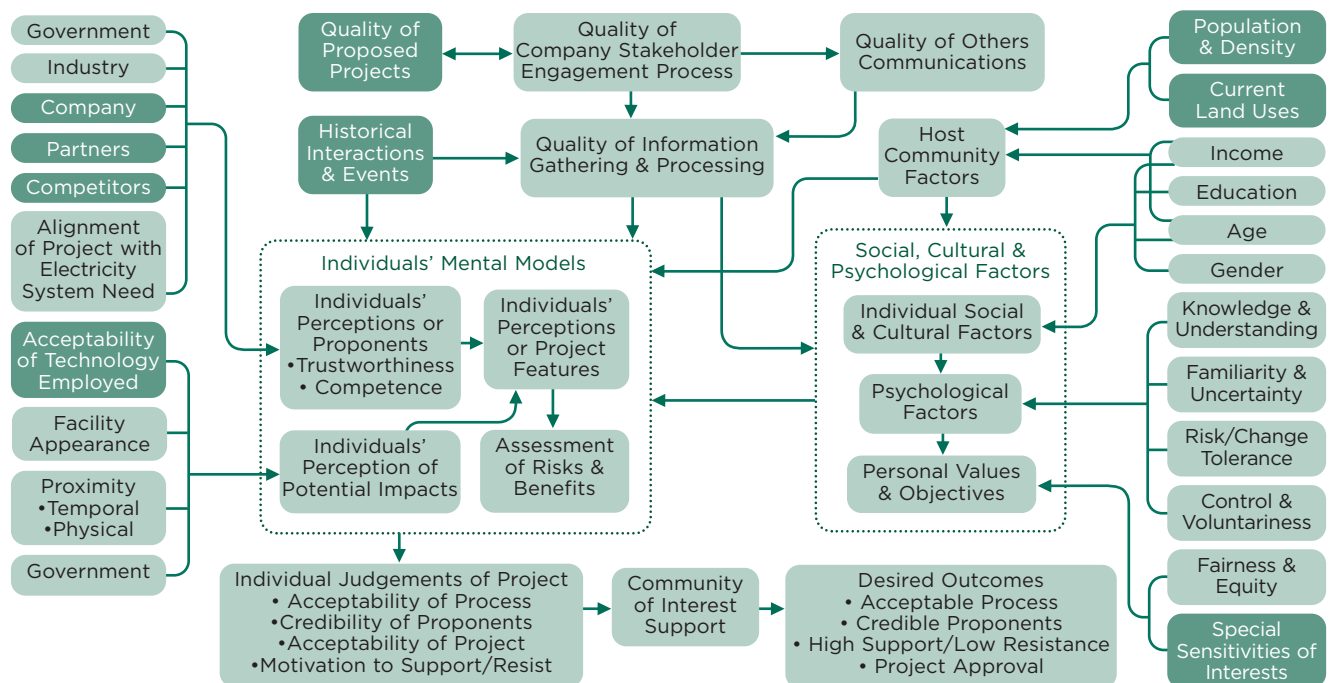 Government
Industry
Company
Partners
Competitors
Alignment
of Project with
Electricity
System Need
Acceptability
of Technology
Employed
Facility
Appearance
Proximity
•Temporal
•Physical
Government
Quality of
Proposed
Projects
Quality of
Company Stakeholder
Engagement Process
Quality of Others
Communications
Historical
Interactions
& Events
Quality of Information
Gathering & Processing
Host
Community
Factors
Individuals’ Mental Models
Individuals’
Perceptions or
Proponents
•Trustworthiness
• Competence
Individuals’
Perceptions
or Project
Features
Individuals’
Perception of
Potential Impacts
Assessment
of Risks &
Benefits
Social, Cultural &
Psychological Factors
Individual Social
& Cultural Factors
Psychological
Factors
Personal Values
& Objectives
Population
& Density
Current
Land Uses
Income
Education
Age
Gender
Knowledge &
Understanding
Familiarity &
Uncertainty
Risk/Change
Tolerance
Control &
Voluntariness
Fairness &
Equity
Special
Sensitivities of
Interests
Individual Judgements of Project
• Acceptability of Process
•Credibility of Proponents
•Acceptability of Project
•Motivation to Support/Resist
Community
of Interest
Support
Desired Outcomes
• Acceptable Process
• Credible Proponents
• High Support/Low Resistance
• Project Approval